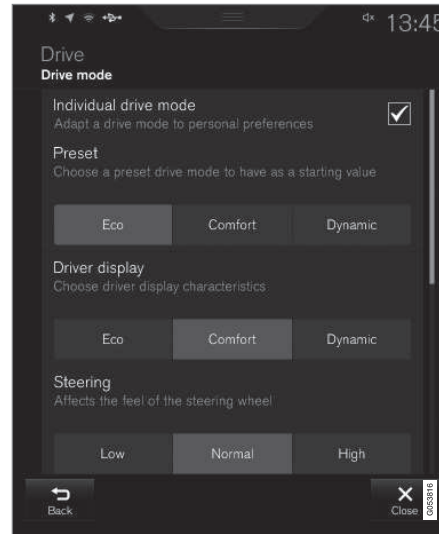 13:45
Drive
Drive mode
Individual drive mode
Adapt a drive mode to personal preferences
Preset
Choose a preset drive mode to have as a starting value
Eco Comfort Dynamic
Driver display
Choose driver display characteristics
Eco Comfort Dynamic
Steering
Affects the feel of the steering wheel
Low Normal High
Back Close
G053816